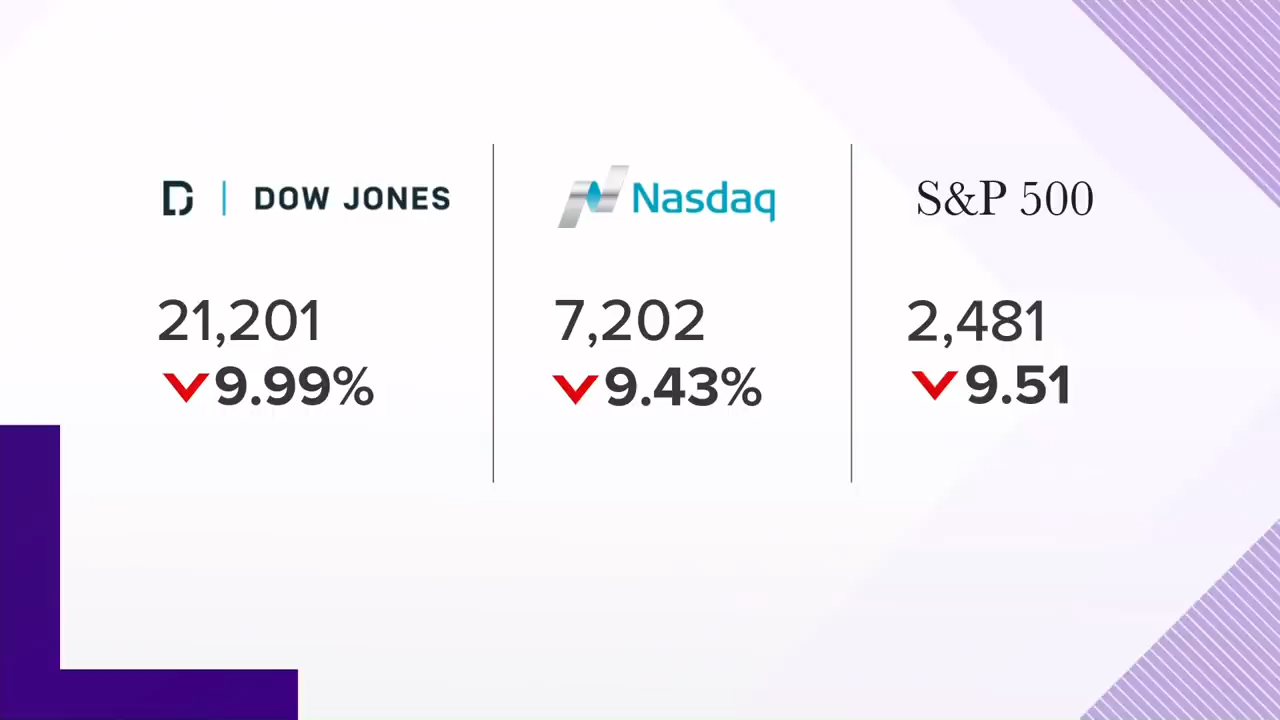 DOW JONES
21,201
9.99%
Nasdaq
7,202
9.43%
S&P 500
2,481
9.51